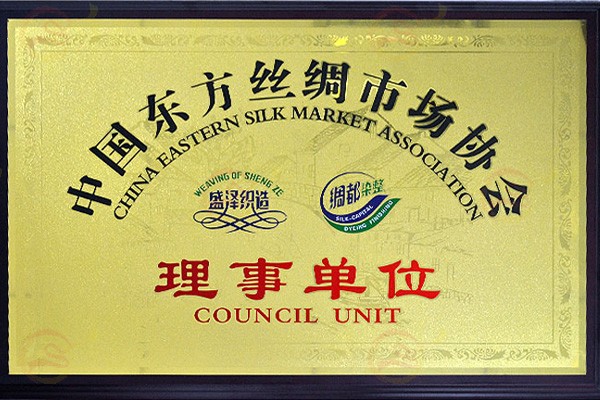 中国东方丝绸市场协会
CHINA EASTERN SILK MARKET ASSOCIATION
WEAVING OF SHENG ZE
盛泽织造
绸都染整
SILK-CAPITAL
DYEING FINISHING
理事单位
COUNCIL UNIT